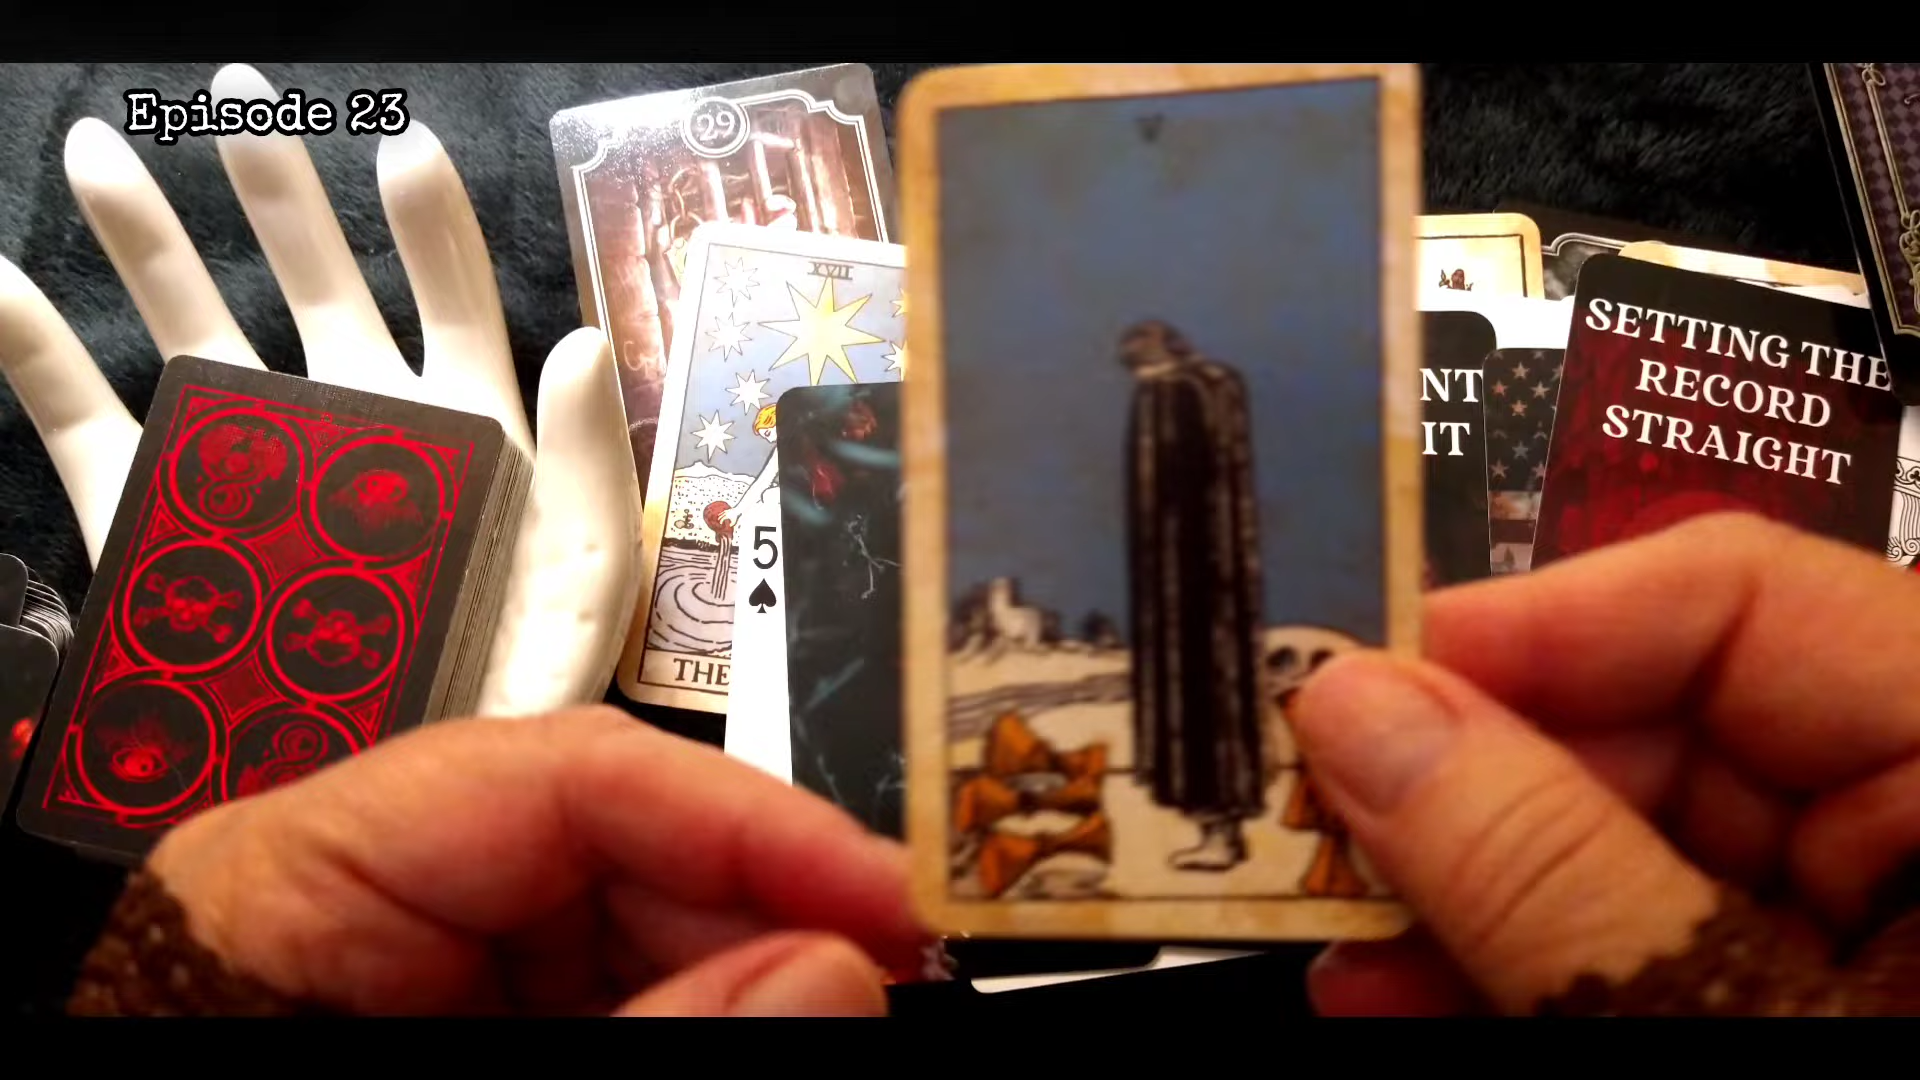 Episode 23
29
XVII
THE
5
V
NT
IT
SETTING THE
RECORD
STRAIGHT